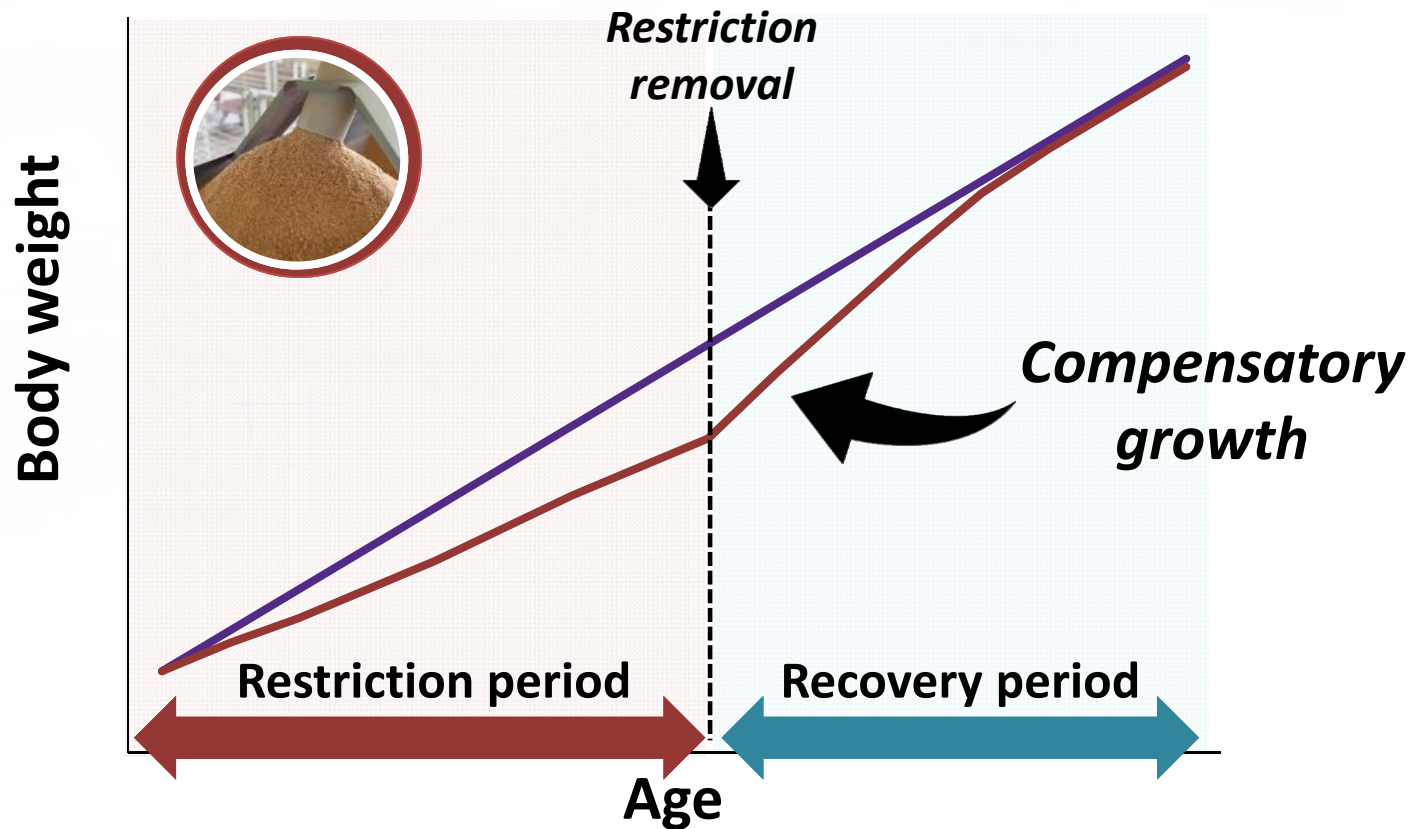 Restriction
removal
Body weight
Compensatory
growth
Restriction period
Recovery period
Age